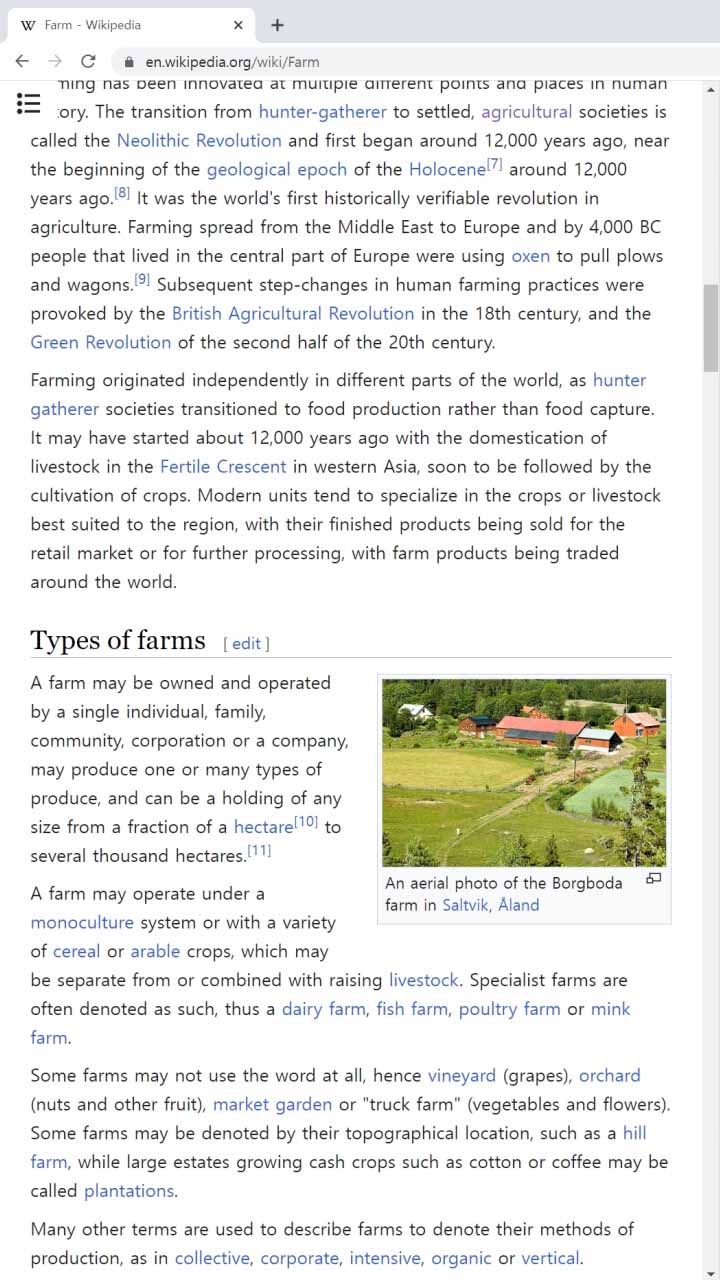 Farm - Wikipedia
en.wikipedia.org/wiki/Farm
ming has been innovated at multiple different points and places in human
ory. The transition from hunter-gatherer to settled, agricultural societies is
called the Neolithic Revolution and first began around 12,000 years ago, near
the beginning of the geological epoch of the Holocene[7] around 12,000
years ago.[8] It was the world's first historically verifiable revolution in
agriculture. Farming spread from the Middle East to Europe and by 4,000 BC
people that lived in the central part of Europe were using oxen to pull plows
and wagons.[9] Subsequent step-changes in human farming practices were
provoked by the British Agricultural Revolution in the 18th century, and the
Green Revolution of the second half of the 20th century.
Farming originated independently in different parts of the world, as hunter
gatherer societies transitioned to food production rather than food capture.
It may have started about 12,000 years ago with the domestication of
livestock in the Fertile Crescent in western Asia, soon to be followed by the
cultivation of crops. Modern units tend to specialize in the crops or livestock
best suited to the region, with their finished products being sold for the
retail market or for further processing, with farm products being traded
around the world.
Types of farms [ edit ]
A farm may be owned and operated
by a single individual, family,
community, corporation or a company,
may produce one or many types of
produce, and can be a holding of any
size from a fraction of a hectare[10] to
several thousand hectares.[11]
An aerial photo of the Borgboda
farm in Saltvik, Åland
A farm may operate under a
monoculture system or with a variety
of cereal or arable crops, which may
be separate from or combined with raising livestock. Specialist farms are
often denoted as such, thus a dairy farm, fish farm, poultry farm or mink
farm.
Some farms may not use the word at all, hence vineyard (grapes), orchard
(nuts and other fruit), market garden or "truck farm" (vegetables and flowers).
Some farms may be denoted by their topographical location, such as a hill
farm, while large estates growing cash crops such as cotton or coffee may be
called plantations.
Many other terms are used to describe farms to denote their methods of
production, as in collective, corporate, intensive, organic or vertical.